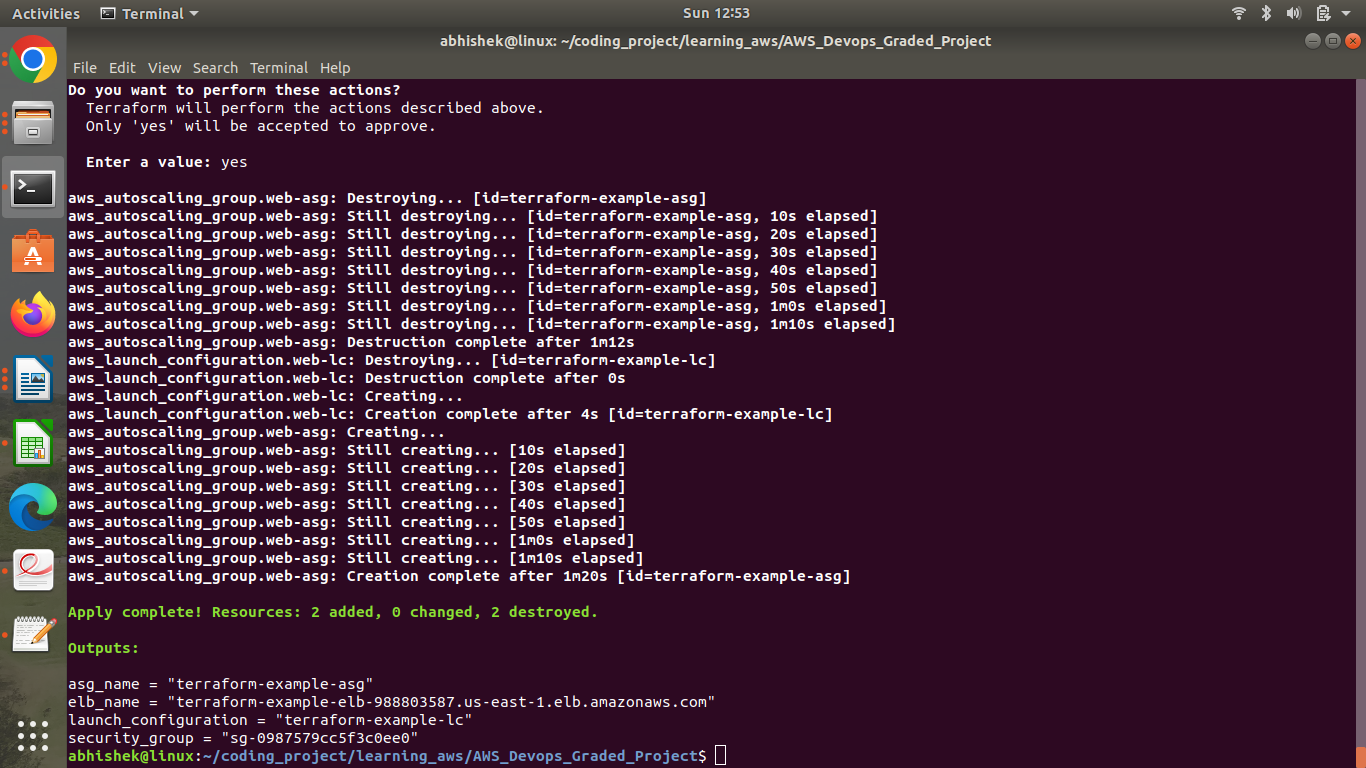 Activities Terminal Sun 12:53
abhishek@linux: ~/coding_project/learning_aws/AWS_Devops_Graded_Project
File Edit View Search Terminal Help
Do you want to perform these actions?
  Terraform will perform the actions described above.
  Only 'yes' will be accepted to approve.
  Enter a value: yes
aws_autoscaling_group.web-asg: Destroying... [id=terraform-example-asg]
aws_autoscaling_group.web-asg: Still destroying... [id=terraform-example-asg, 10s elapsed]
aws_autoscaling_group.web-asg: Still destroying... [id=terraform-example-asg, 20s elapsed]
aws_autoscaling_group.web-asg: Still destroying... [id=terraform-example-asg, 30s elapsed]
aws_autoscaling_group.web-asg: Still destroying... [id=terraform-example-asg, 40s elapsed]
aws_autoscaling_group.web-asg: Still destroying... [id=terraform-example-asg, 50s elapsed]
aws_autoscaling_group.web-asg: Still destroying... [id=terraform-example-asg, 1m0s elapsed]
aws_autoscaling_group.web-asg: Still destroying... [id=terraform-example-asg, 1m10s elapsed]
aws_autoscaling_group.web-asg: Destruction complete after 1m12s
aws_launch_configuration.web-lc: Destroying... [id=terraform-example-lc]
aws_launch_configuration.web-lc: Destruction complete after 0s
aws_launch_configuration.web-lc: Creating...
aws_launch_configuration.web-lc: Creation complete after 4s [id=terraform-example-lc]
aws_autoscaling_group.web-asg: Creating...
aws_autoscaling_group.web-asg: Still creating... [10s elapsed]
aws_autoscaling_group.web-asg: Still creating... [20s elapsed]
aws_autoscaling_group.web-asg: Still creating... [30s elapsed]
aws_autoscaling_group.web-asg: Still creating... [40s elapsed]
aws_autoscaling_group.web-asg: Still creating... [50s elapsed]
aws_autoscaling_group.web-asg: Still creating... [1m0s elapsed]
aws_autoscaling_group.web-asg: Still creating... [1m10s elapsed]
aws_autoscaling_group.web-asg: Creation complete after 1m20s [id=terraform-example-asg]
Apply complete! Resources: 2 added, 0 changed, 2 destroyed.
Outputs:
asg_name = "terraform-example-asg"
elb_name = "terraform-example-elb-988803587.us-east-1.elb.amazonaws.com"
launch_configuration = "terraform-example-lc"
security_group = "sg-0987579cc5f3c0ee0"
abhishek@linux:~/coding_project/learning_aws/AWS_Devops_Graded_Project$